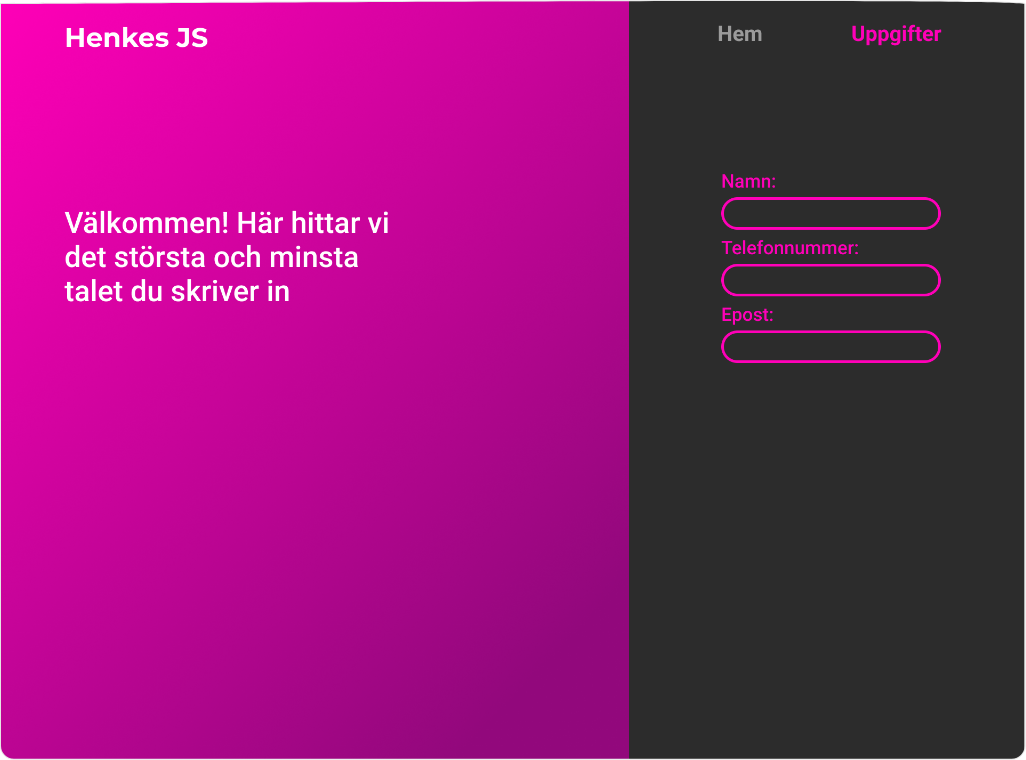 Henkes JS
Hem
Uppgifter
Välkommen! Här hittar vi
det största och minsta
talet du skriver in
Namn:
Telefonnummer:
Epost: